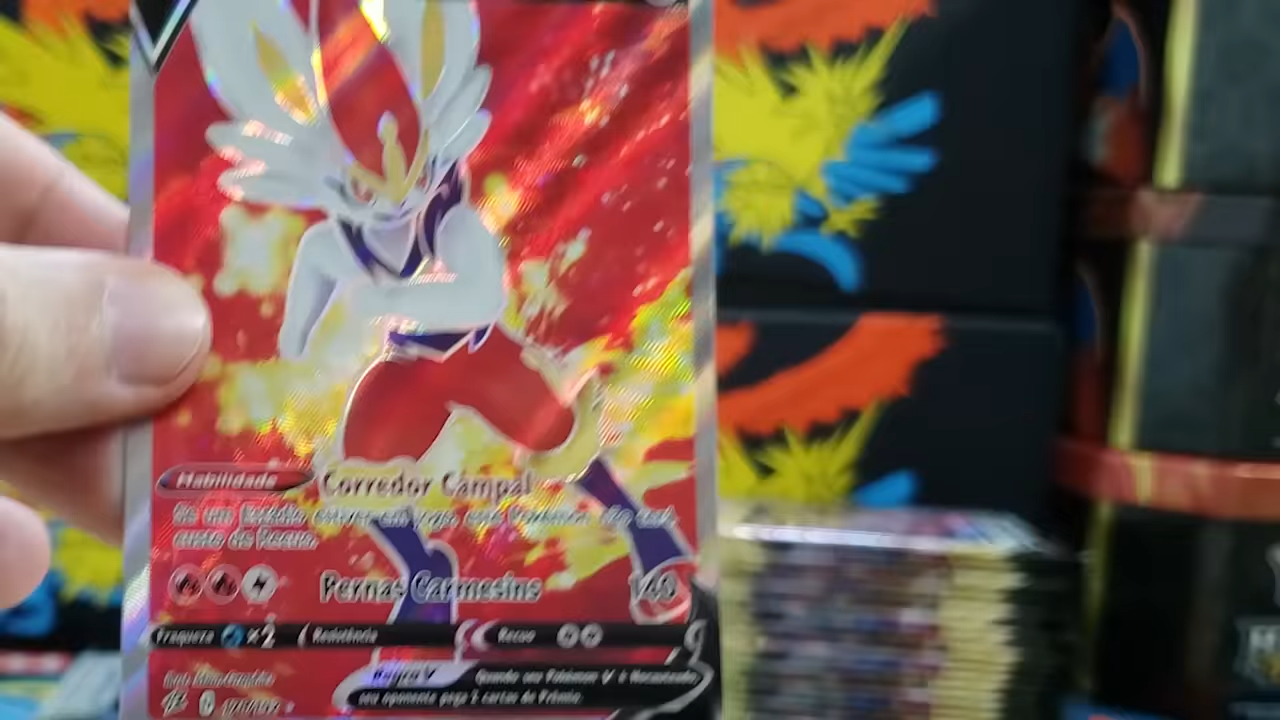 Habilidade Corredor Campal
Se um Estádio estiver em jogo, este Pokémon não tem
custo de Recuo.
Pernas Carmesins 140
Fraqueza ×2 Resistência Recuo
Regra V Quando seu Pokémon V é Nocauteado,
seu oponente pega 2 cartas de Prêmio.